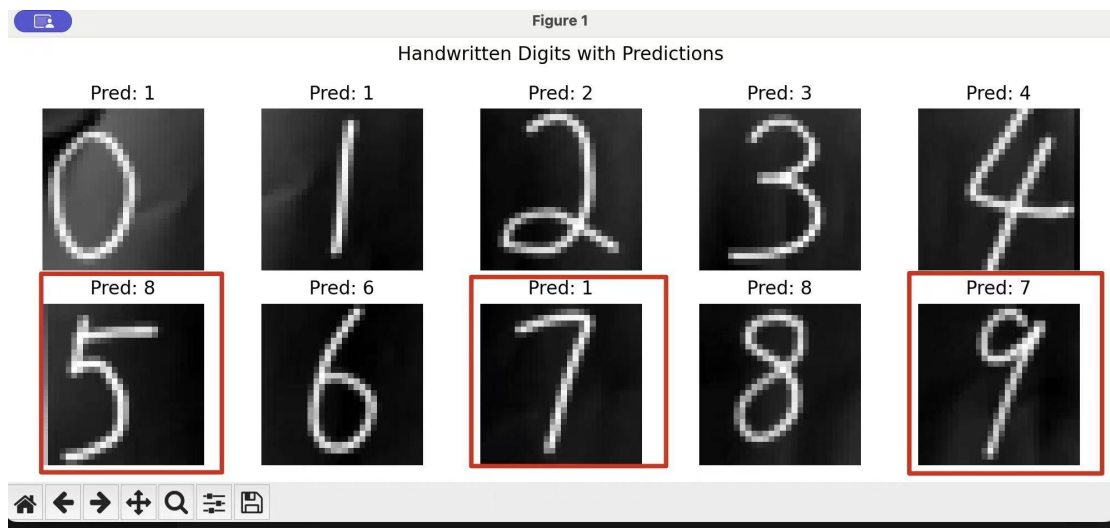 Figure 1
Handwritten Digits with Predictions
Pred: 1 Pred: 1 Pred: 2 Pred: 3 Pred: 4
0 1 2 3 4
Pred: 8 Pred: 6 Pred: 1 Pred: 8 Pred: 7
5 6 7 8 9